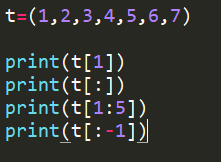 t=(1,2,3,4,5,6,7)
print(t[1])
print(t[:])
print(t[1:5])
print(t[:-1])